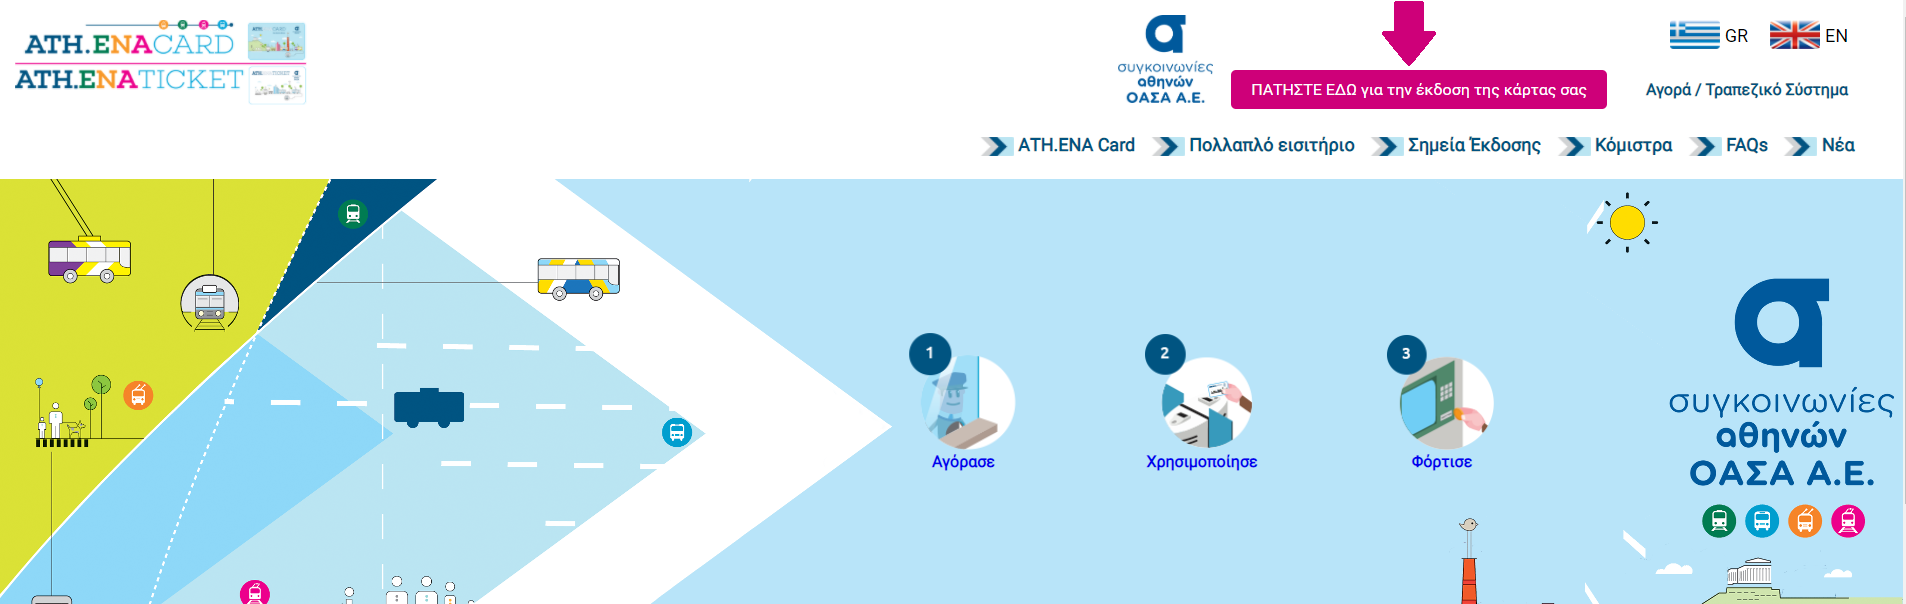 ATH.ENACARD
ATH.ENATICKET
συγκοινωνίες
αθηνών
ΟΑΣΑ Α.Ε.
ΠΑΤΗΣΤΕ ΕΔΩ για την έκδοση της κάρτας σας
GR
EN
Αγορά / Τραπεζικό Σύστημα
ATH.ENA Card
Πολλαπλό εισιτήριο
Σημεία Έκδοσης
Κόμιστρα
FAQs
Νέα
1
2
3
Αγόρασε
Χρησιμοποίησε
Φόρτισε
συγκοινωνίες
αθηνών
ΟΑΣΑ Α.Ε.